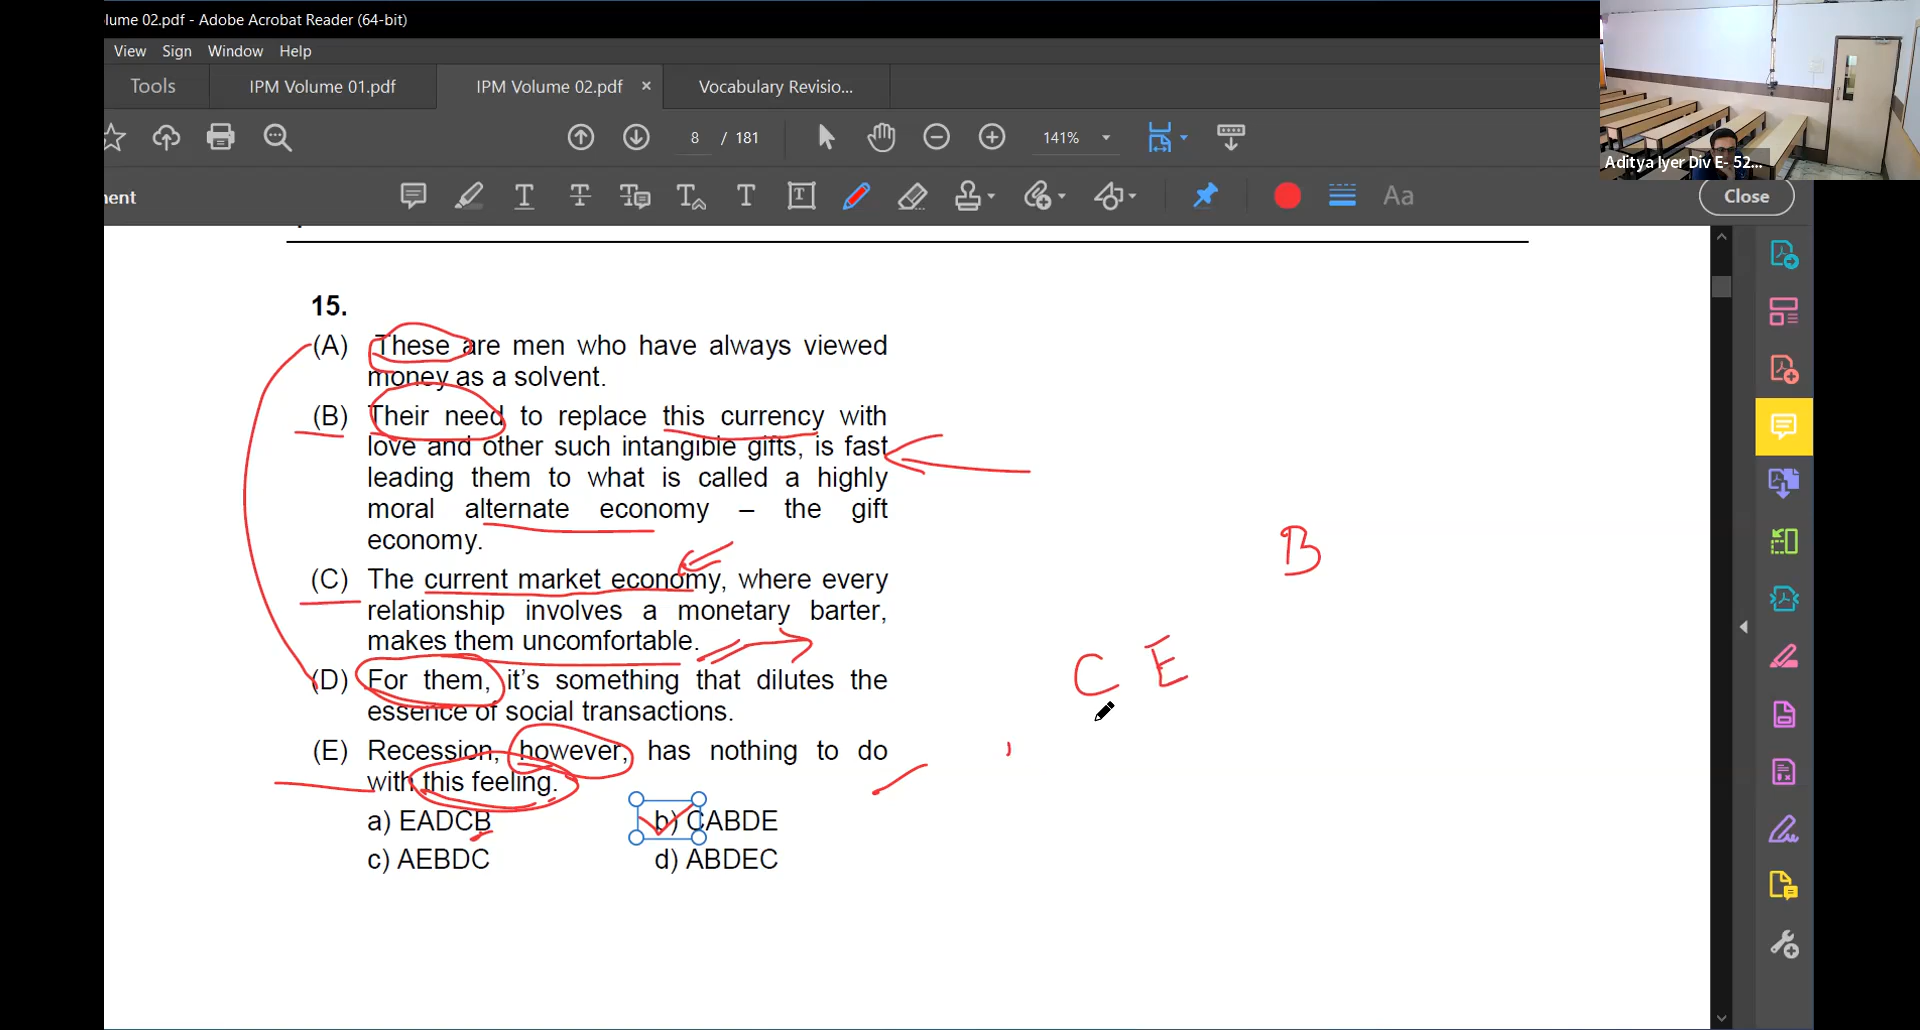 lume 02.pdf - Adobe Acrobat Reader (64-bit)
View Sign Window Help
Tools IPM Volume 01.pdf IPM Volume 02.pdf × Vocabulary Revisio...
8 / 181 141%
ent Aa Close
Aditya Iyer Div E- 52...
15.
(A) These are men who have always viewed
money as a solvent.
(B) Their need to replace this currency with
love and other such intangible gifts, is fast
leading them to what is called a highly
moral alternate economy – the gift
economy.
(C) The current market economy, where every
relationship involves a monetary barter,
makes them uncomfortable.
(D) For them, it's something that dilutes the
essence of social transactions.
(E) Recession, however, has nothing to do
with this feeling.
a) EADCB b) CABDE
c) AEBDC d) ABDEC
B
C E